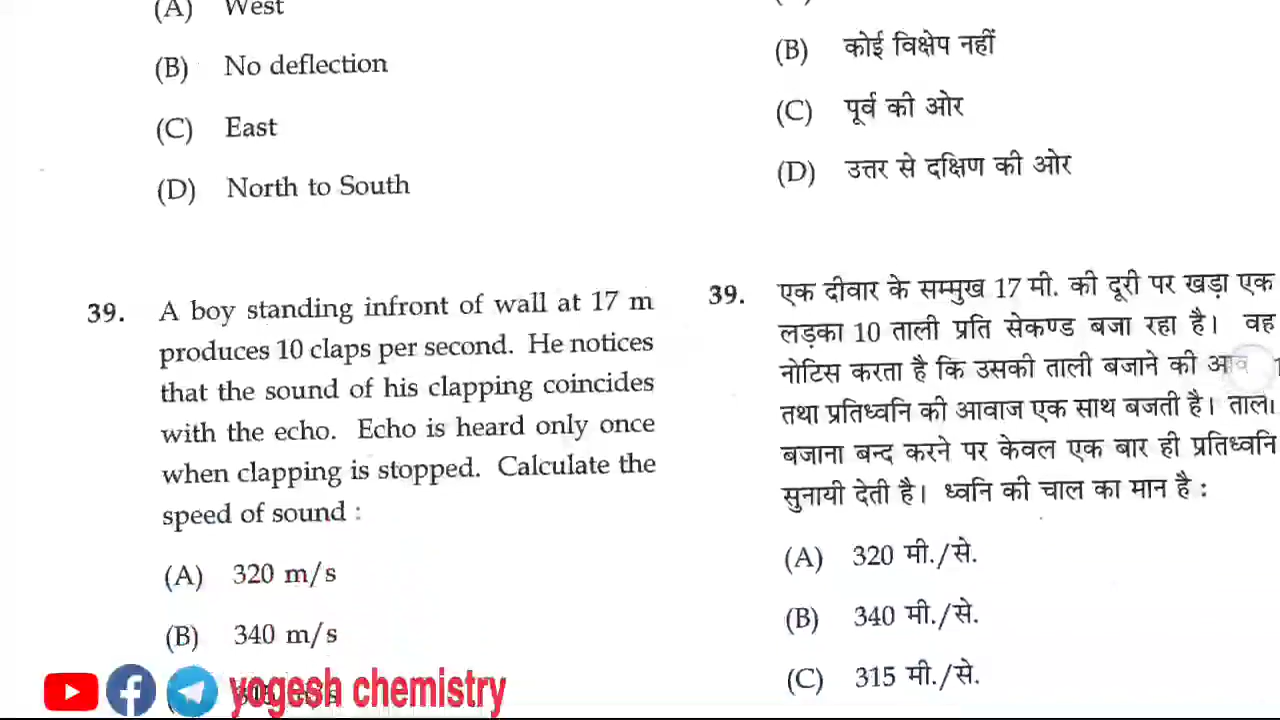 (A) West
(B) No deflection
(C) East
(D) North to South
39. A boy standing infront of wall at 17 m
produces 10 claps per second. He notices
that the sound of his clapping coincides
with the echo. Echo is heard only once
when clapping is stopped. Calculate the
speed of sound :
(A) 320 m/s
(B) 340 m/s
(B) कोई विक्षेप नहीं
(C) पूर्व की ओर
(D) उत्तर से दक्षिण की ओर
39. एक दीवार के सम्मुख 17 मी. की दूरी पर खड़ा एक
लड़का 10 ताली प्रति सेकण्ड बजा रहा है। वह
नोटिस करता है कि उसकी ताली बजाने की
तथा प्रतिध्वनि की आवाज एक साथ बजती है।
बजाना बन्द करने पर केवल एक बार ही प्रतिध्वनि
सुनायी देती है। ध्वनि की चाल का मान है :
(A) 320 मी./से.
(B) 340 मी./से.
(C) 315 मी./से.
yogesh chemistry